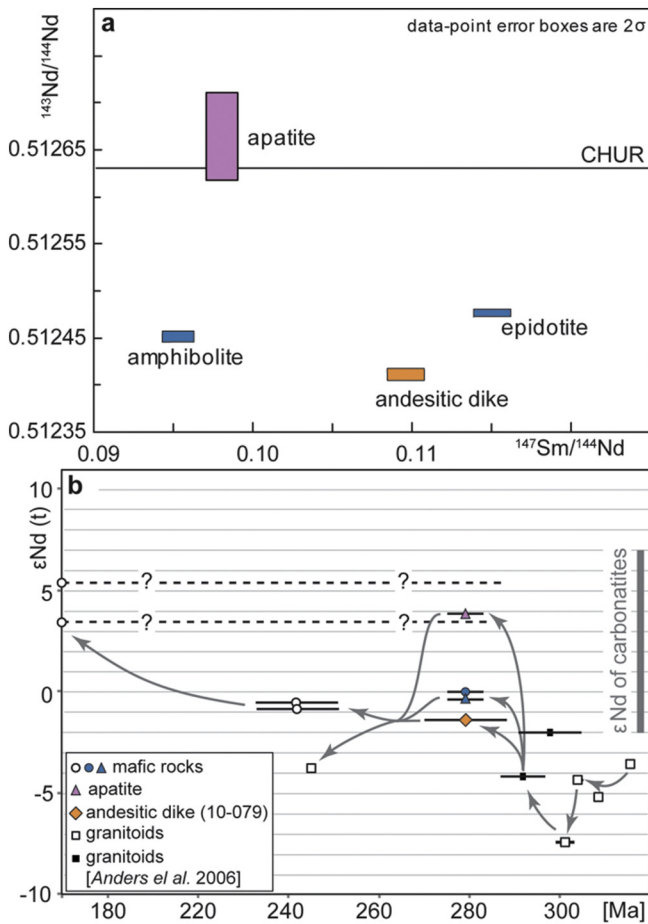 a
data-point error boxes are 2σ
¹⁴³Nd/¹⁴⁴Nd
0.51265
apatite
CHUR
0.51255
0.51245
amphibolite
epidotite
andesitic dike
0.51235
0.09
0.10
0.11
¹⁴⁷Sm/¹⁴⁴Nd
b
10
εNd (t)
5
0
-5
-10
?
?
?
?
εNd of carbonatites
mafic rocks
apatite
andesitic dike (10-079)
granitoids
granitoids
[Anders el al. 2006]
180
200
220
240
260
280
300
[Ma]